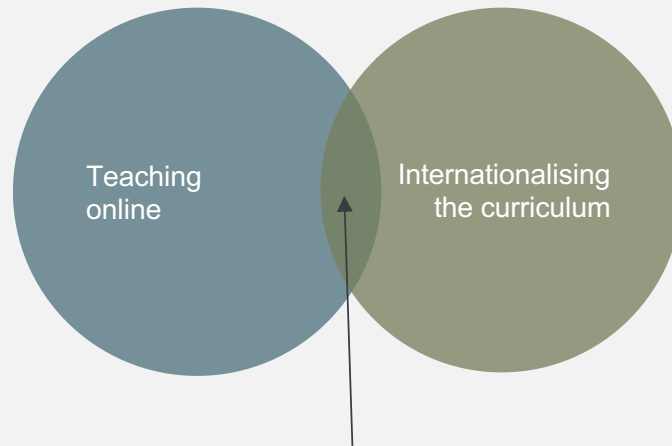 Teaching
online
Internationalising
the curriculum